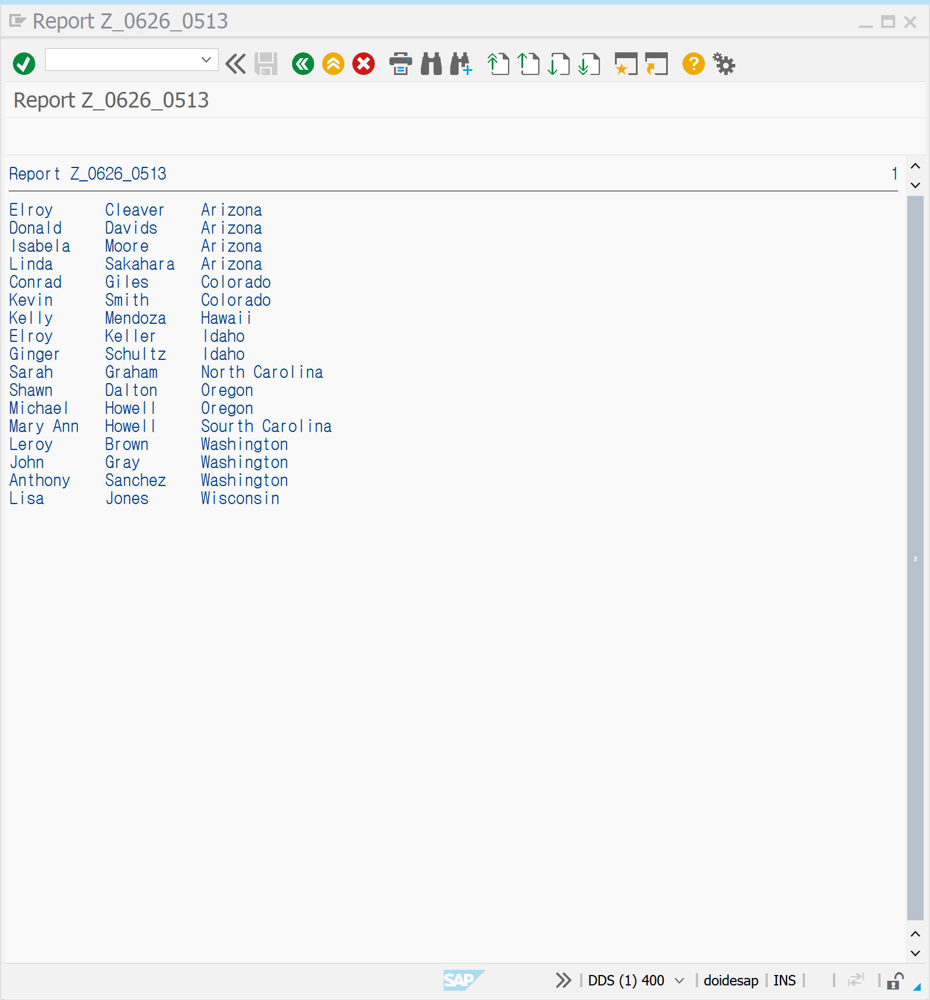 Report Z_0626_0513
Report Z_0626_0513
Report Z_0626_0513 1
Elroy Cleaver Arizona
Donald Davids Arizona
Isabela Moore Arizona
Linda Sakahara Arizona
Conrad Giles Colorado
Kevin Smith Colorado
Kelly Mendoza Hawaii
Elroy Keller Idaho
Ginger Schultz Idaho
Sarah Graham North Carolina
Shawn Dalton Oregon
Michael Howell Oregon
Mary Ann Howell Sourth Carolina
Leroy Brown Washington
John Gray Washington
Anthony Sanchez Washington
Lisa Jones Wisconsin
SAP DDS (1) 400 doidesap INS